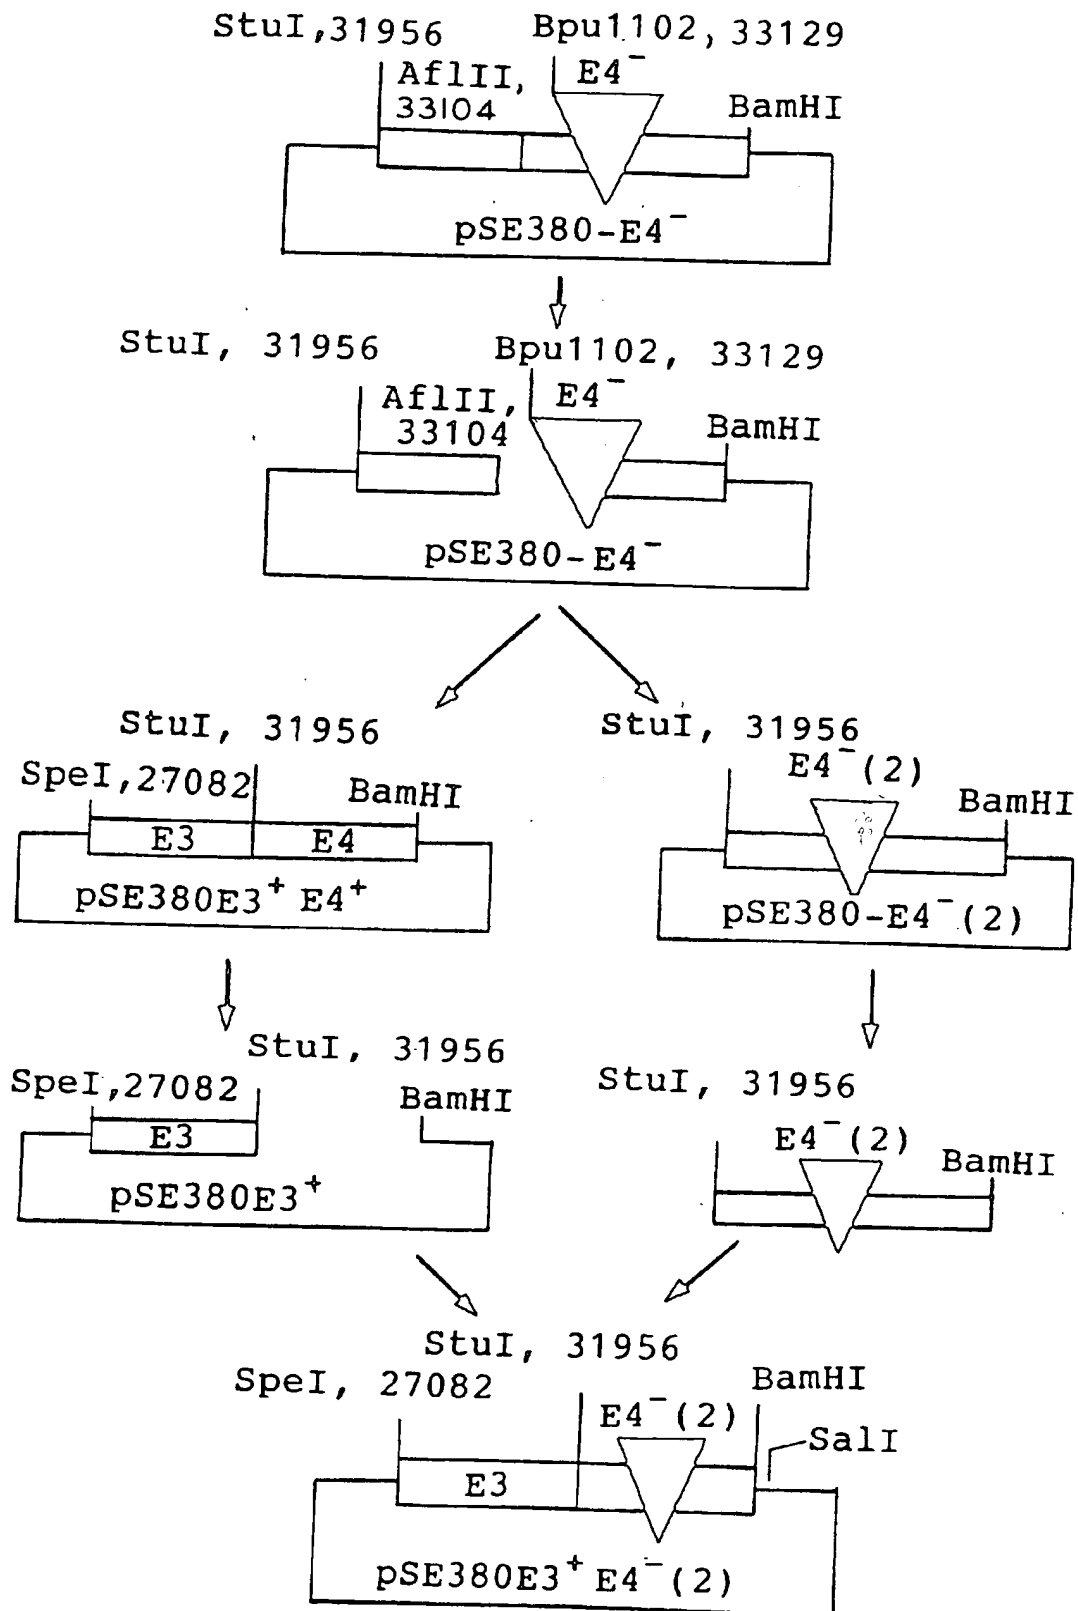 StuI,31956 Bpu1102, 33129
AflII, E4⁻
33104 BamHI
pSE380-E4⁻
StuI, 31956 Bpu1102, 33129
AflII, E4⁻
33104 BamHI
pSE380-E4⁻
StuI, 31956
SpeI,27082 BamHI
E3 E4
pSE380E3⁺E4⁺
StuI, 31956
E4⁻(2)
BamHI
pSE380-E4⁻(2)
StuI, 31956
SpeI,27082 BamHI
E3
pSE380E3⁺
StuI, 31956
E4⁻(2)
BamHI
StuI, 31956
SpeI, 27082 BamHI
E4⁻(2)
SalI
E3
pSE380E3⁺E4⁻(2)